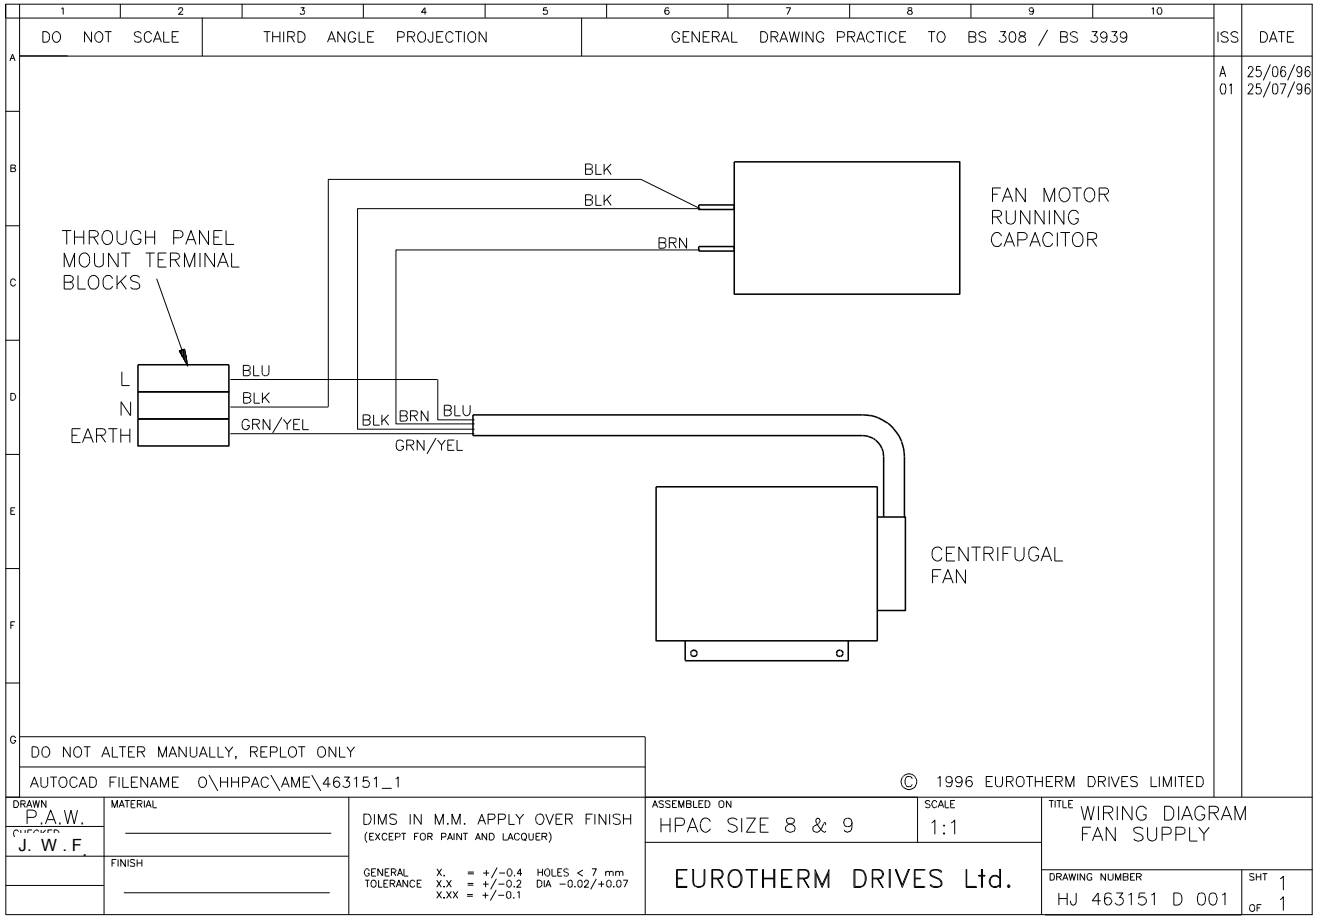 1 2 3 4 5 6 7 8 9 10
DO NOT SCALE THIRD ANGLE PROJECTION GENERAL DRAWING PRACTICE TO BS 308 / BS 3939 ISS DATE
A
A 25/06/96
01 25/07/96
B
BLK
BLK
BRN
FAN MOTOR
RUNNING
CAPACITOR
THROUGH PANEL
MOUNT TERMINAL
BLOCKS
C
D
L BLU
N BLK
EARTH GRN/YEL
BLK BRN BLU
GRN/YEL
E
CENTRIFUGAL
FAN
F
G
DO NOT ALTER MANUALLY, REPLOT ONLY
AUTOCAD FILENAME O\HHPAC\AME\463151_1
© 1996 EUROTHERM DRIVES LIMITED
DRAWN
P.A.W.
CHECKED
J. W . F.
MATERIAL
FINISH
DIMS IN M.M. APPLY OVER FINISH
(EXCEPT FOR PAINT AND LACQUER)
GENERAL X. = +/-0.4 HOLES < 7 mm
TOLERANCE X.X = +/-0.2 DIA -0.02/+0.07
X.XX = +/-0.1
ASSEMBLED ON
HPAC SIZE 8 & 9
SCALE
1:1
TITLE WIRING DIAGRAM
FAN SUPPLY
EUROTHERM DRIVES Ltd.
DRAWING NUMBER
HJ 463151 D 001
SHT 1
OF 1